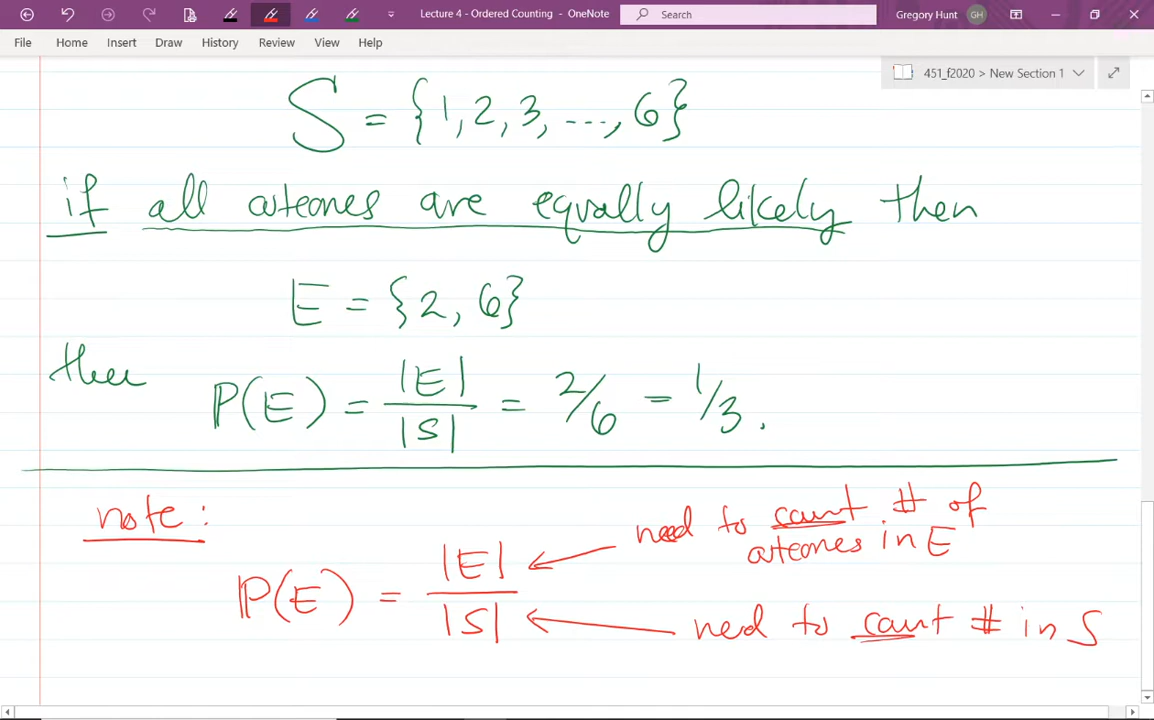 Lecture 4 - Ordered Counting - OneNote
Search
Gregory Hunt
GH
File Home Insert Draw History Review View Help
451_f2020 > New Section 1
S = {1, 2, 3, ..., 6}
if all outcomes are equally likely then
E = {2, 6}
then
P(E) = |E| / |S| = 2/6 = 1/3.
note:
P(E) = |E| / |S|
need to count # of
outcomes in E
need to count # in S